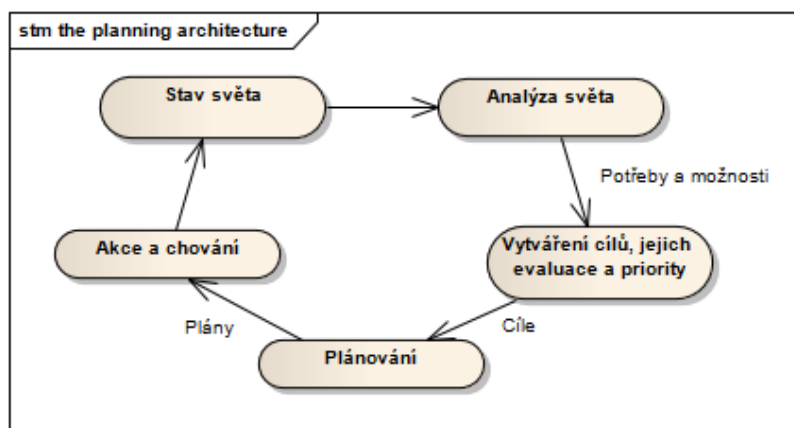 stm the planning architecture
Stav světa
Analýza světa
Potřeby a možnosti
Akce a chování
Vytváření cílů, jejich
evaluace a priority
Plány
Cíle
Plánování